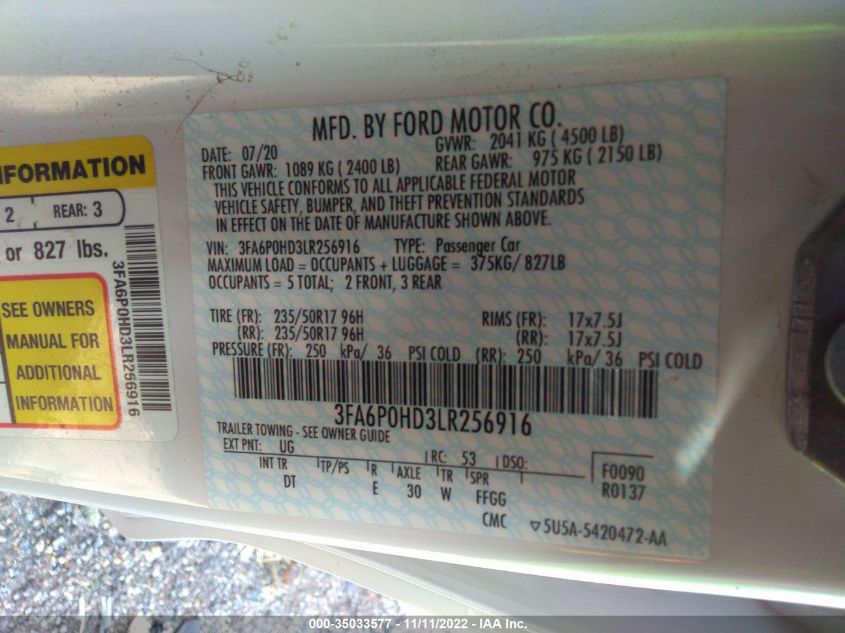 MFD. BY FORD MOTOR CO.
DATE: 07/20 GVWR: 2041 KG ( 4500 LB)
FRONT GAWR: 1089 KG ( 2400 LB) REAR GAWR: 975 KG ( 2150 LB)
THIS VEHICLE CONFORMS TO ALL APPLICABLE FEDERAL MOTOR
VEHICLE SAFETY, BUMPER, AND THEFT PREVENTION STANDARDS
IN EFFECT ON THE DATE OF MANUFACTURE SHOWN ABOVE.
VIN: 3FA6P0HD3LR256916 TYPE: Passenger Car
MAXIMUM LOAD = OCCUPANTS + LUGGAGE = 375KG/ 827LB
OCCUPANTS = 5 TOTAL; 2 FRONT, 3 REAR
TIRE (FR): 235/50R17 96H RIMS (FR): 17x7.5J
(RR): 235/50R17 96H (RR): 17x7.5J
PRESSURE (FR): 250 kPa/ 36 PSI COLD (RR): 250 kPa/ 36 PSI COLD
3FA6P0HD3LR256916
TRAILER TOWING - SEE OWNER GUIDE
EXT PNT: UG RC: 53 DSO:
INT TR TP/PS R AXLE TR SPR
DT E 30 W FFGG
F0090
R0137
CMC ▽5U5A-5420472-AA
NFORMATION
2 REAR: 3
or 827 lbs.
SEE OWNERS
MANUAL FOR
ADDITIONAL
INFORMATION
3FA6P0HD3LR256916
000-35033577 - 11/11/2022 - IAA Inc.